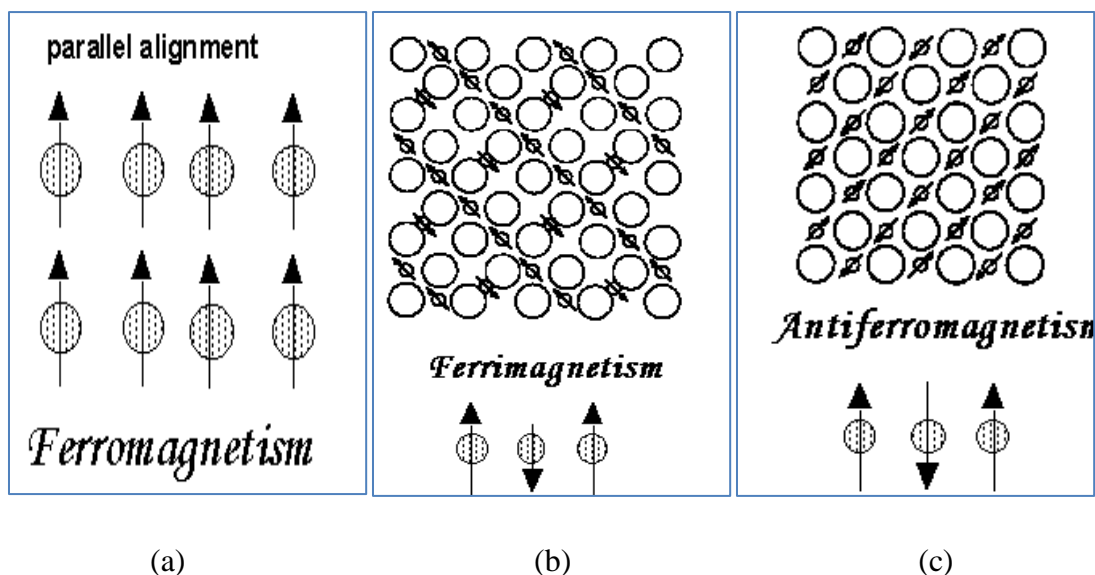 parallel alignment
Ferromagnetism
Ferrimagnetism
Antiferromagnetism
(a)
(b)
(c)